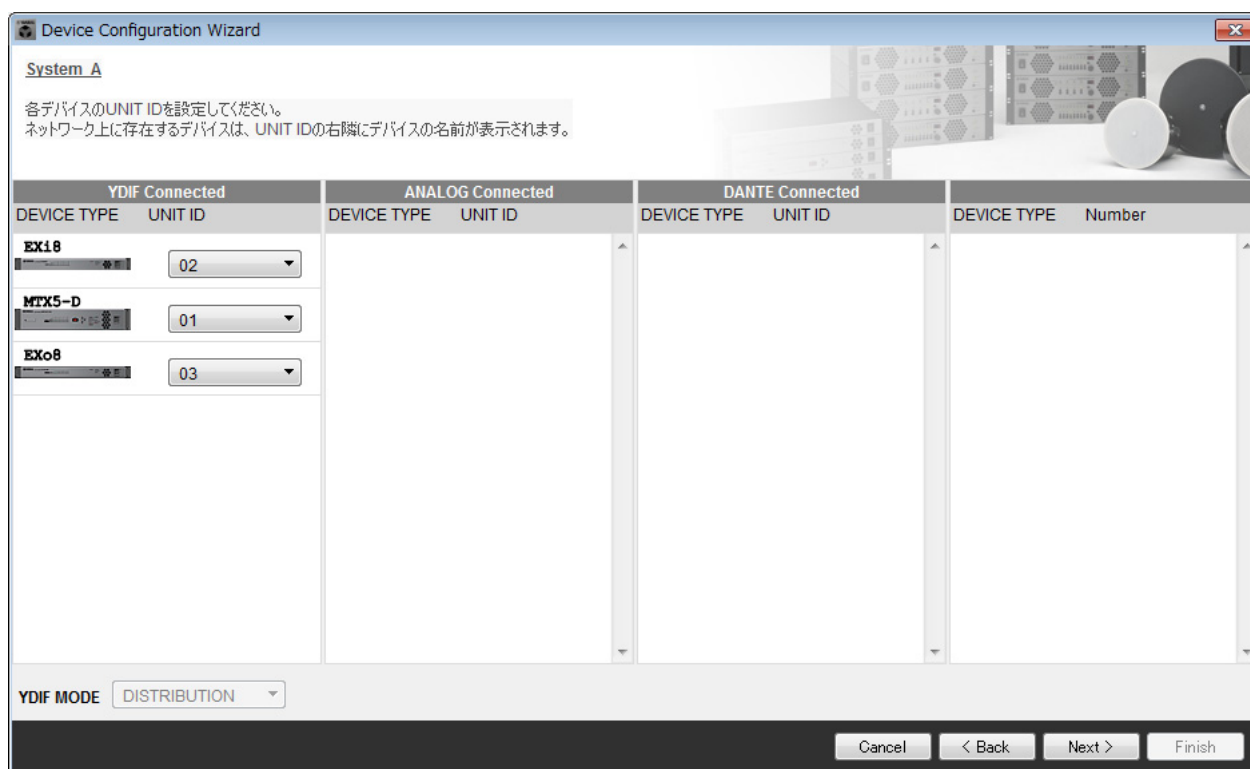 Device Configuration Wizard
System A
各デバイスのUNIT IDを設定してください。
ネットワーク上に存在するデバイスは、UNIT IDの右隣にデバイスの名前が表示されます。
YDIF Connected
DEVICE TYPE UNIT ID
EXi8
02
MTX5-D
01
EXo8
03
ANALOG Connected
DEVICE TYPE UNIT ID
DANTE Connected
DEVICE TYPE UNIT ID
DEVICE TYPE Number
YDIF MODE DISTRIBUTION
Cancel < Back Next > Finish